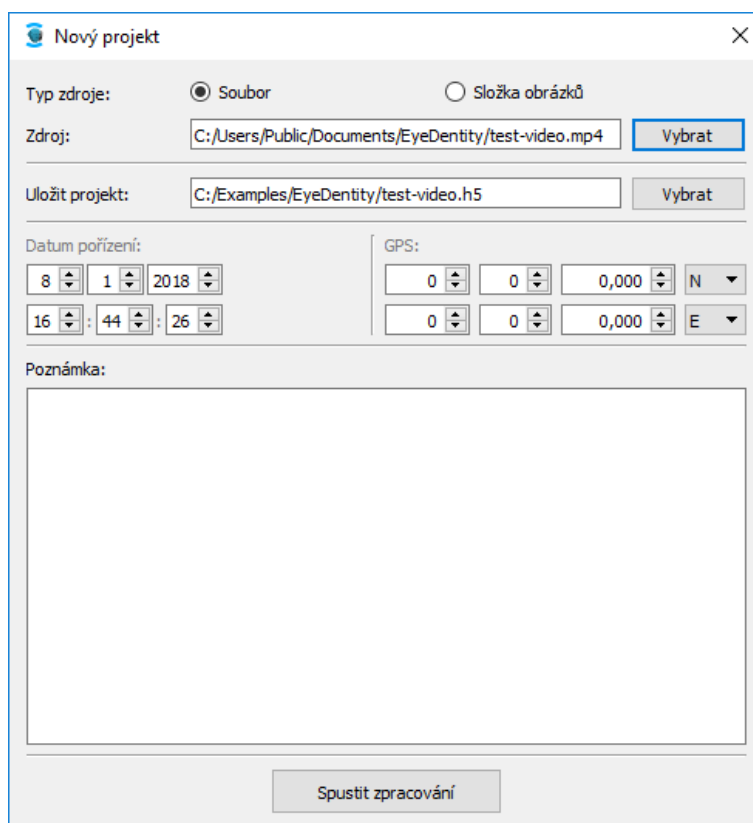 Nový projekt
Typ zdroje: Soubor Složka obrázků
Zdroj: C:/Users/Public/Documents/EyeDentity/test-video.mp4 Vybrat
Uložit projekt: C:/Examples/EyeDentity/test-video.h5 Vybrat
Datum pořízení: GPS:
8 1 2018 0 0 0,000 N
16 : 44 : 26 0 0 0,000 E
Poznámka:
Spustit zpracování